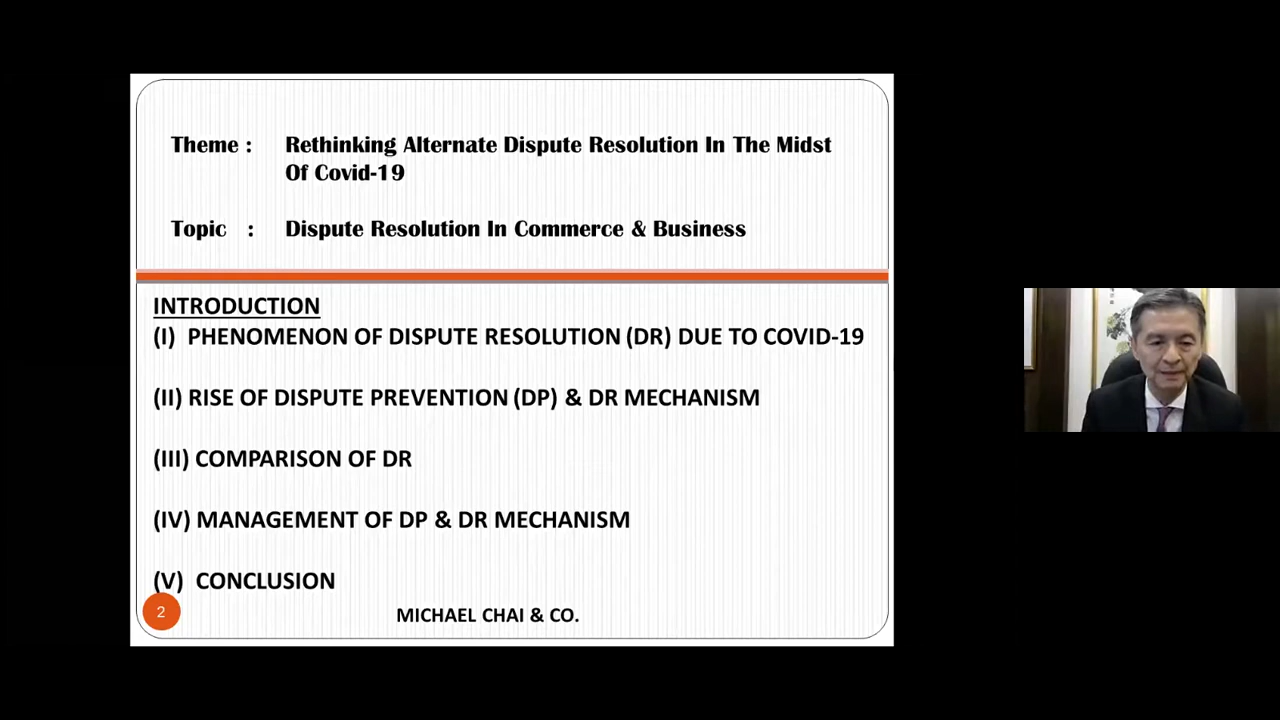 Theme : Rethinking Alternate Dispute Resolution In The Midst
Of Covid-19
Topic : Dispute Resolution In Commerce & Business
INTRODUCTION
(I) PHENOMENON OF DISPUTE RESOLUTION (DR) DUE TO COVID-19
(II) RISE OF DISPUTE PREVENTION (DP) & DR MECHANISM
(III) COMPARISON OF DR
(IV) MANAGEMENT OF DP & DR MECHANISM
(V) CONCLUSION
2
MICHAEL CHAI & CO.